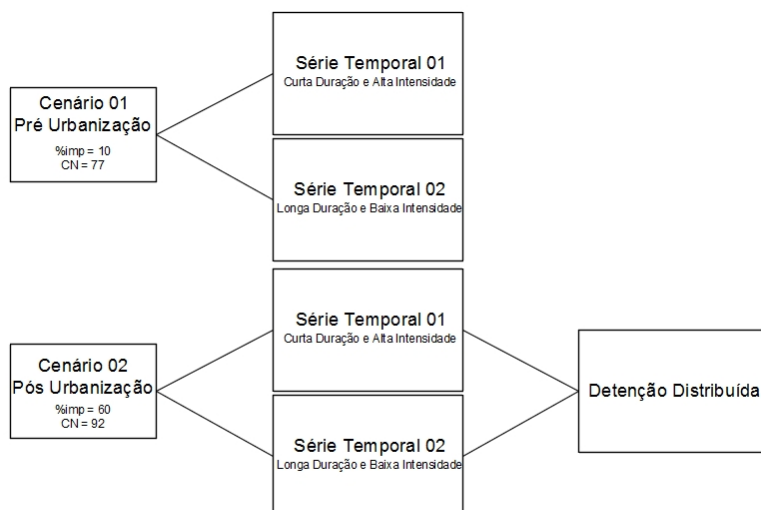 Cenário 01
Pré Urbanização
%imp = 10
CN = 77
Série Temporal 01
Curta Duração e Alta Intensidade
Série Temporal 02
Longa Duração e Baixa Intensidade
Cenário 02
Pós Urbanização
%imp = 60
CN = 92
Série Temporal 01
Curta Duração e Alta Intensidade
Série Temporal 02
Longa Duração e Baixa Intensidade
Detenção Distribuída